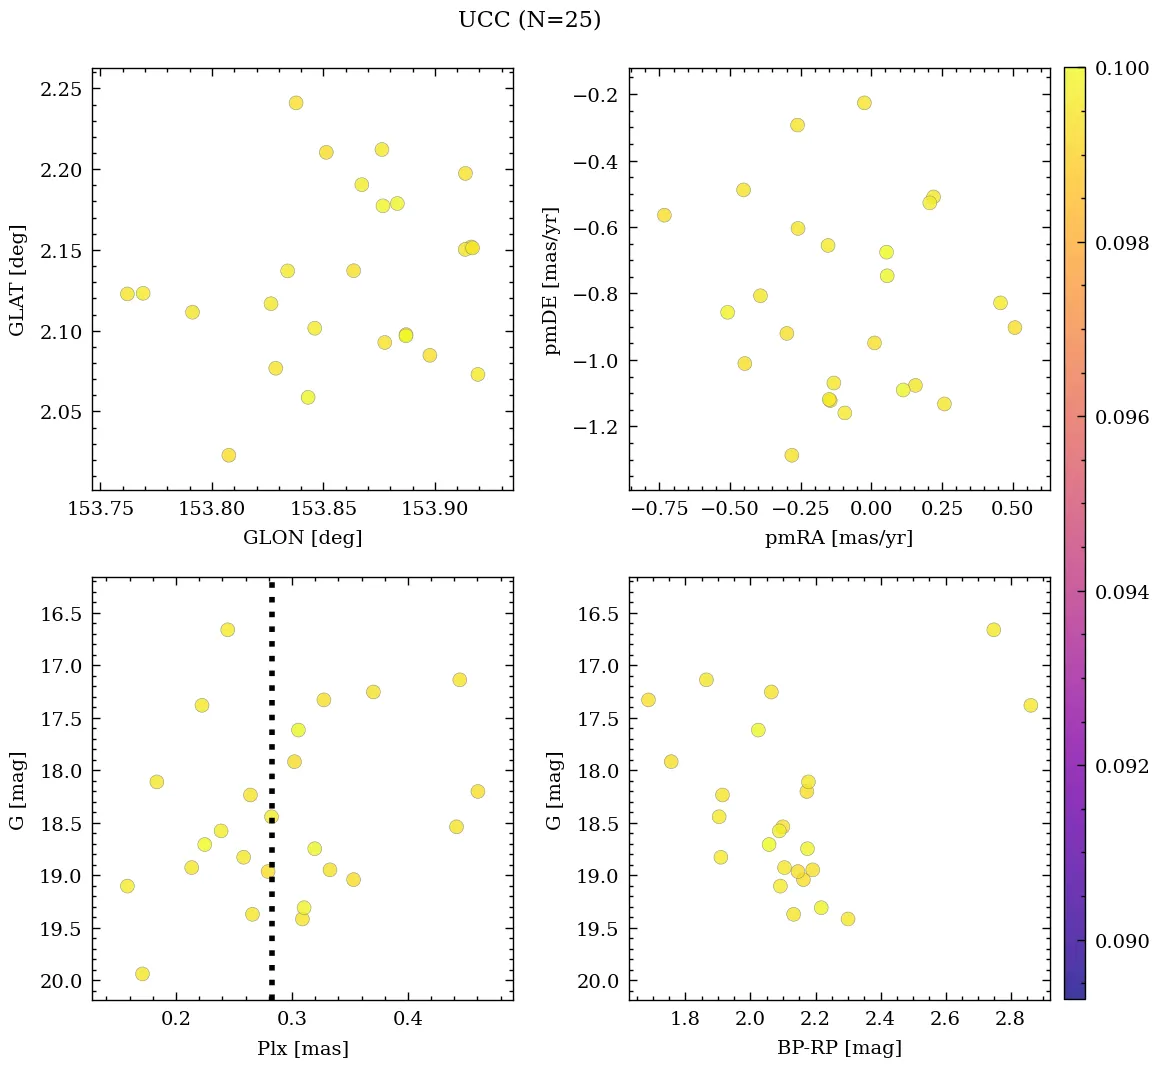 UCC (N=25)
2.25
2.20
2.15
2.10
2.05
GLAT [deg]
153.75 153.80 153.85 153.90
GLON [deg]
−0.2
−0.4
−0.6
−0.8
−1.0
−1.2
pmDE [mas/yr]
−0.75 −0.50 −0.25 0.00 0.25 0.50
pmRA [mas/yr]
16.5
17.0
17.5
18.0
18.5
19.0
19.5
20.0
G [mag]
0.2 0.3 0.4
Plx [mas]
16.5
17.0
17.5
18.0
18.5
19.0
19.5
20.0
G [mag]
1.8 2.0 2.2 2.4 2.6 2.8
BP-RP [mag]
0.100
0.098
0.096
0.094
0.092
0.090